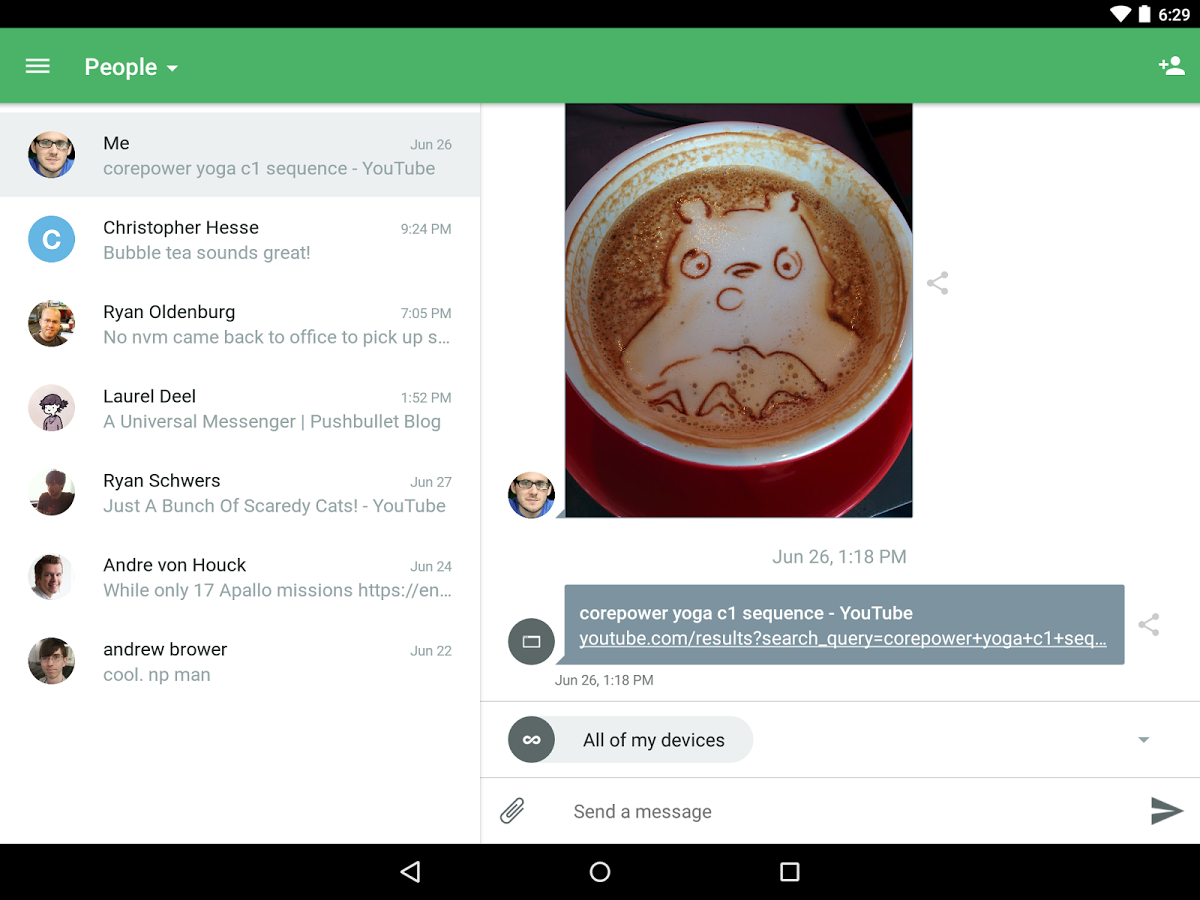 6:29
People
Me
Jun 26
corepower yoga c1 sequence - YouTube
C
Christopher Hesse
9:24 PM
Bubble tea sounds great!
Ryan Oldenburg
7:05 PM
No nvm came back to office to pick up s...
Laurel Deel
1:52 PM
A Universal Messenger | Pushbullet Blog
Ryan Schwers
Jun 27
Just A Bunch Of Scaredy Cats! - YouTube
Andre von Houck
Jun 24
While only 17 Apallo missions https://en...
andrew brower
Jun 22
cool. np man
Jun 26, 1:18 PM
corepower yoga c1 sequence - YouTube
youtube.com/results?search_query=corepower+yoga+c1+seq...
Jun 26, 1:18 PM
All of my devices
Send a message